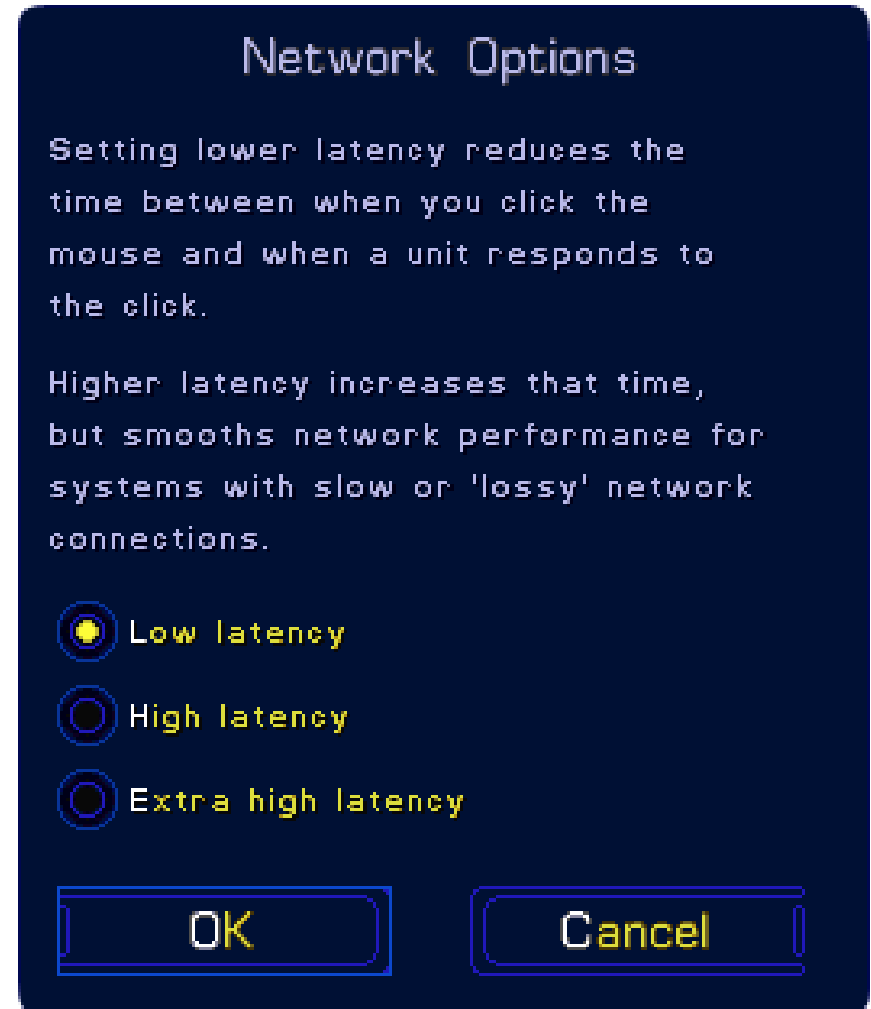 Network Options
Setting lower latency reduces the
time between when you click the
mouse and when a unit responds to
the click.
Higher latency increases that time,
but smooths network performance for
systems with slow or 'lossy' network
connections.
Low latency
High latency
Extra high latency
OK
Cancel